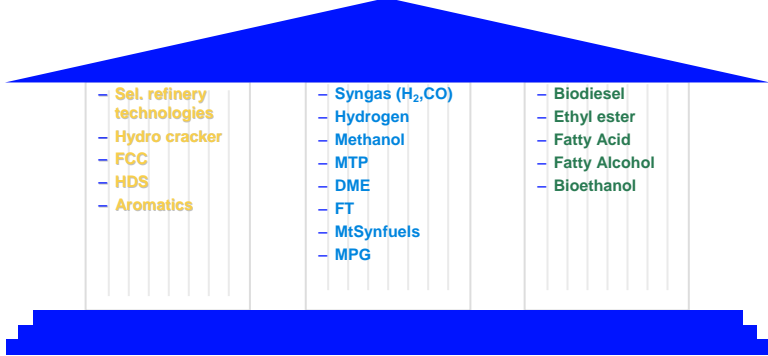 – Sel. refinery
technologies
– Hydro cracker
– FCC
– HDS
– Aromatics
– Syngas (H₂,CO)
– Hydrogen
– Methanol
– MTP
– DME
– FT
– MtSynfuels
– MPG
– Biodiesel
– Ethyl ester
– Fatty Acid
– Fatty Alcohol
– Bioethanol